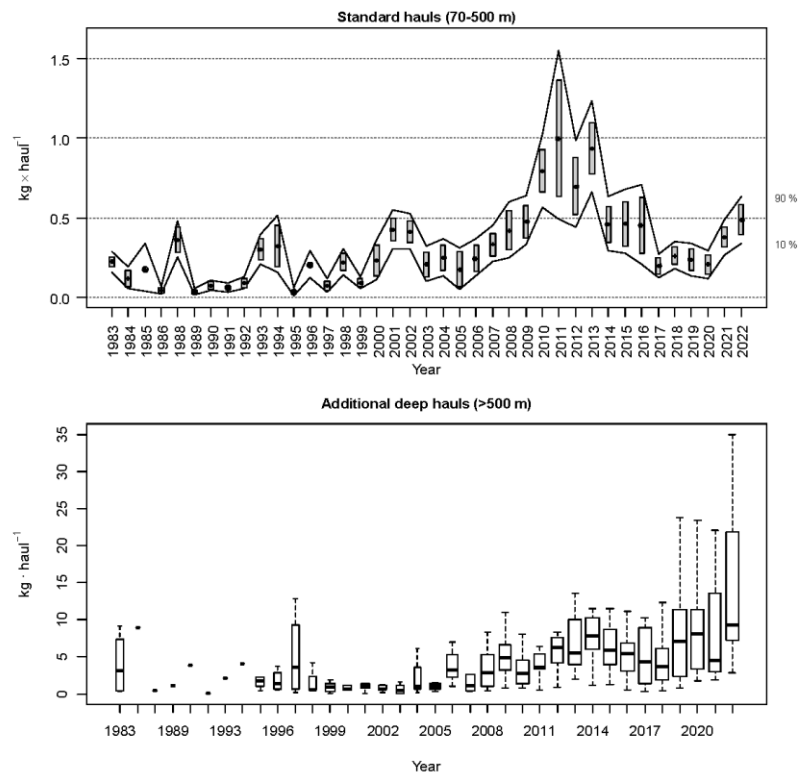 Standard hauls (70-500 m)
kg × haul⁻¹
1.5
1.0
0.5
0.0
90 %
10 %
1983 1984 1985 1986 1988 1989 1990 1991 1992 1993 1994 1995 1996 1997 1998 1999 2000 2001 2002 2003 2004 2005 2006 2007 2008 2009 2010 2011 2012 2013 2014 2015 2016 2017 2018 2019 2020 2021 2022
Year
Additional deep hauls (>500 m)
kg · haul⁻¹
35
30
25
20
15
10
5
0
1983 1989 1993 1996 1999 2002 2005 2008 2011 2014 2017 2020
Year